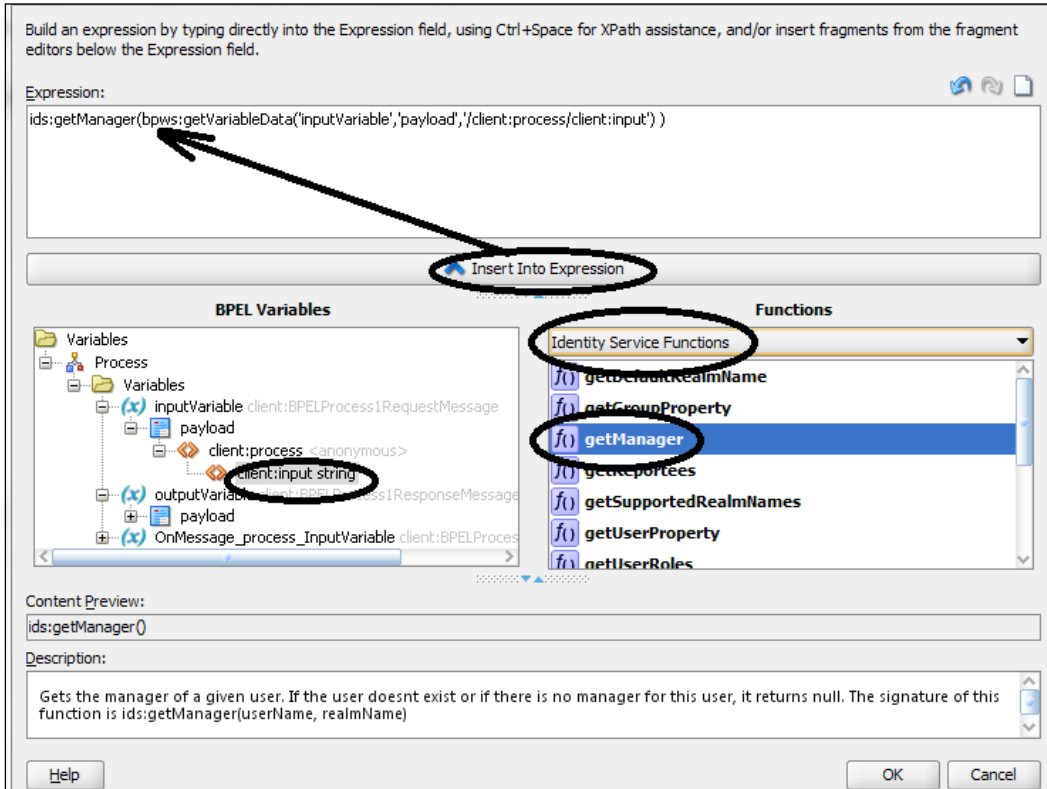 Build an expression by typing directly into the Expression field, using Ctrl+Space for XPath assistance, and/or insert fragments from the fragment
editors below the Expression field.
Expression:
ids:getManager(bpws:getVariableData('inputVariable','payload','/client:process/client:input') )
Insert Into Expression
BPEL Variables
Variables
Process
Variables
(x) inputVariable client:BPELProcess1RequestMessage
payload
client:process <anonymous>
client:input string
(x) outputVariable client:BPELProcess1ResponseMessage
payload
(x) OnMessage_process_InputVariable client:BPELProces
Functions
Identity Service Functions
f() getDefaultRealmName
f() getGroupProperty
f() getManager
f() getReportees
f() getSupportedRealmNames
f() getUserProperty
f() getUserRoles
Content Preview:
ids:getManager()
Description:
Gets the manager of a given user. If the user doesnt exist or if there is no manager for this user, it returns null. The signature of this
function is ids:getManager(userName, realmName)
Help
OK
Cancel